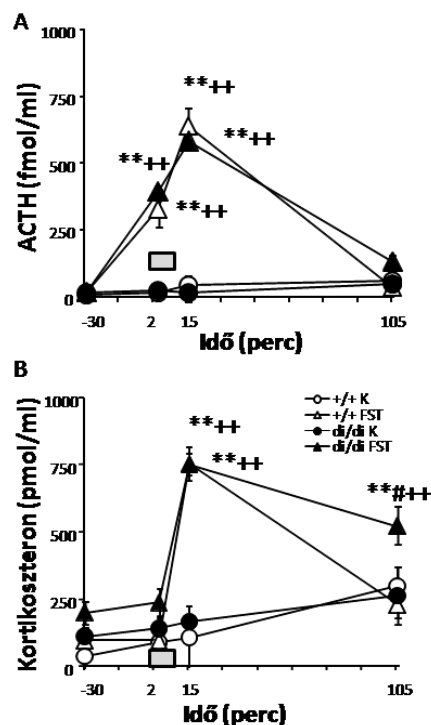 A
1000
750
500
250
0
ACTH (fmol/ml)
**++
**++
**++
**++
-30 2 15 105
Idő (perc)
B
1000
750
500
250
0
Kortikoszteron (pmol/ml)
+/+ K
+/+ FST
di/di K
di/di FST
**++
**++
**#++
-30 2 15 105
Idő (perc)